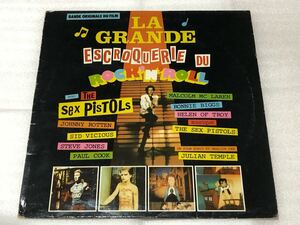 BANDE ORIGINALE DU FILM
LA
GRANDE
ESCROQUERIE DU
ROCK'N'ROLL
THE
SEX PISTOLS
MALCOLM MC LAREN
RONNIE BIGGS
HELEN OF TROY
JOHNNY ROTTEN
SID VICIOUS
THE SEX PISTOLS
STEVE JONES
PAUL COOK
JULIAN TEMPLE